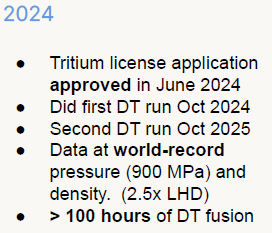 2024
● Tritium license application
approved in June 2024
● Did first DT run Oct 2024
● Second DT run Oct 2025
● Data at world-record
pressure (900 MPa) and
density.  (2.5x LHD)
● > 100 hours of DT fusion